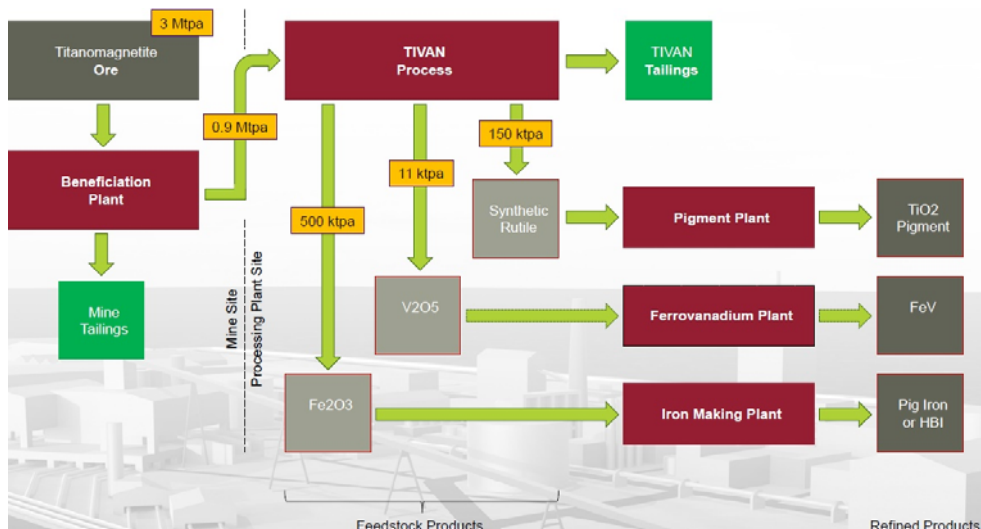 3 Mtpa
Titanomagnetite
Ore
TIVAN
Process
TIVAN
Tailings
0.9 Mtpa
150 ktpa
Beneficiation
Plant
11 ktpa
Synthetic
Rutile
Pigment Plant
TiO2
Pigment
500 ktpa
Mine Site
Processing Plant Site
Mine
Tailings
V2O5
Ferrovanadium Plant
FeV
Fe2O3
Iron Making Plant
Pig Iron
or HBI
Feedstock Products
Refined Products